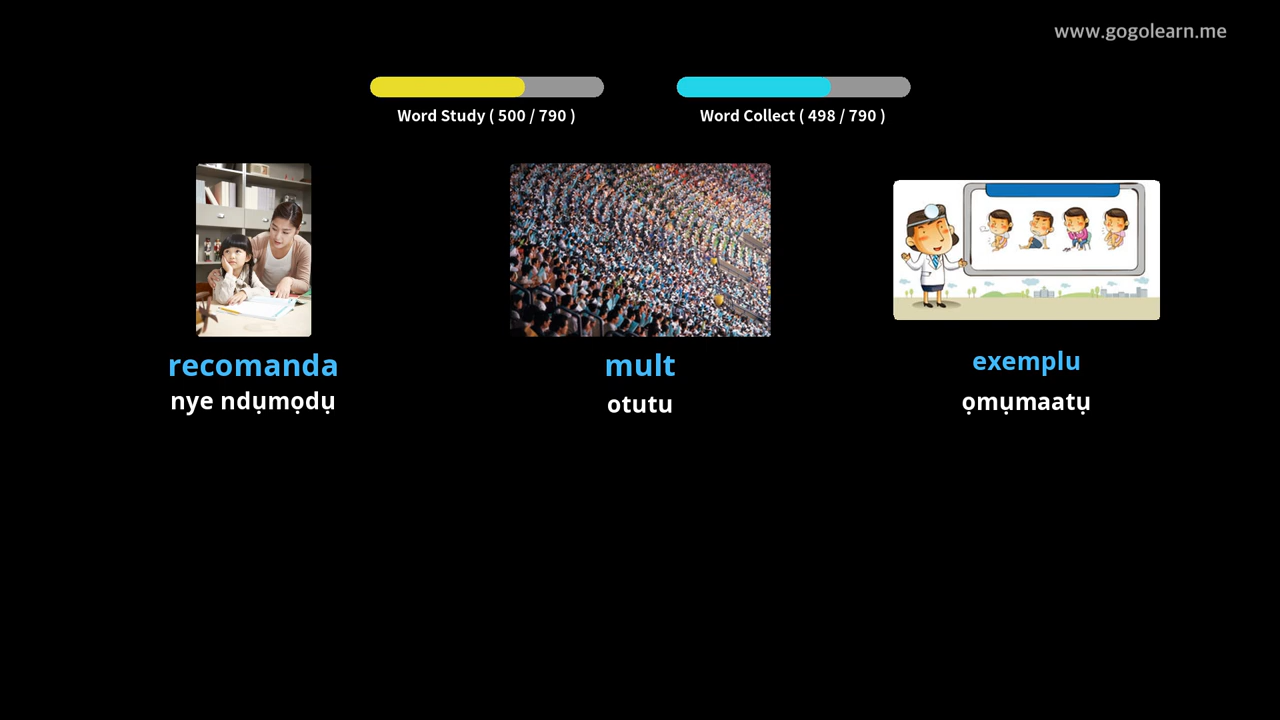 www.gogolearn.me
Word Study ( 500 / 790 )
Word Collect ( 498 / 790 )
recomanda
nye ndụmọdụ
mult
otutu
exemplu
ọmụmaatụ